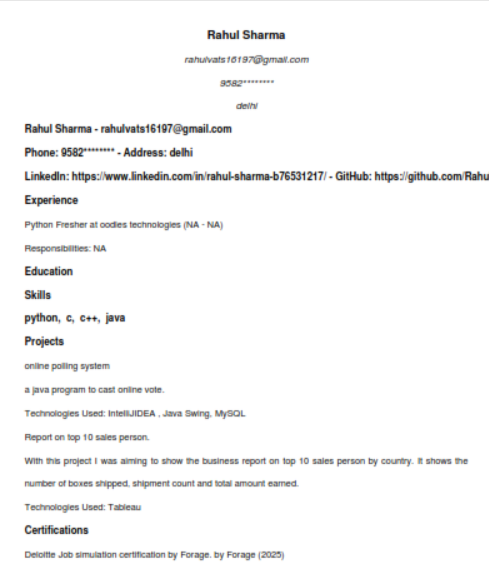 Rahul Sharma
rahulvats16197@gmail.com
9582********
delhi
Rahul Sharma - rahulvats16197@gmail.com
Phone: 9582******** - Address: delhi
LinkedIn: https://www.linkedin.com/in/rahul-sharma-b76531217/ - GitHub: https://github.com/Rahu
Experience
Python Fresher at oodles technologies (NA - NA)
Responsibilities: NA
Education
Skills
python, c, c++, java
Projects
online polling system
a java program to cast online vote.
Technologies Used: IntelliJIDEA , Java Swing, MySQL
Report on top 10 sales person.
With this project I was aiming to show the business report on top 10 sales person by country. It shows the
number of boxes shipped, shipment count and total amount earned.
Technologies Used: Tableau
Certifications
Deloitte Job simulation certification by Forage. by Forage (2025)